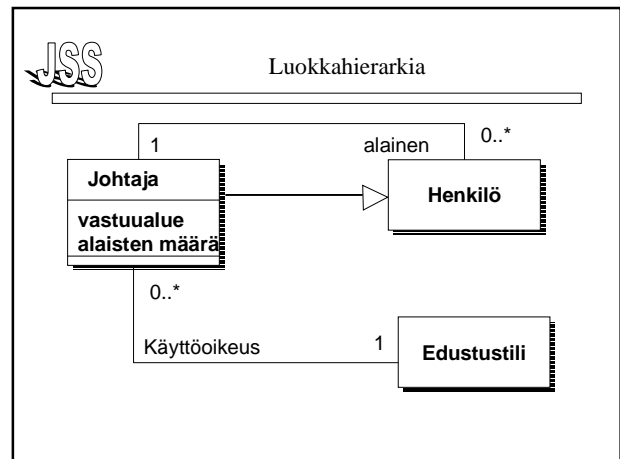 JSS
Luokkahierarkia
1
alainen
0..*
Johtaja
Henkilö
vastuualue
alaisten määrä
0..*
Käyttöoikeus
1
Edustustili